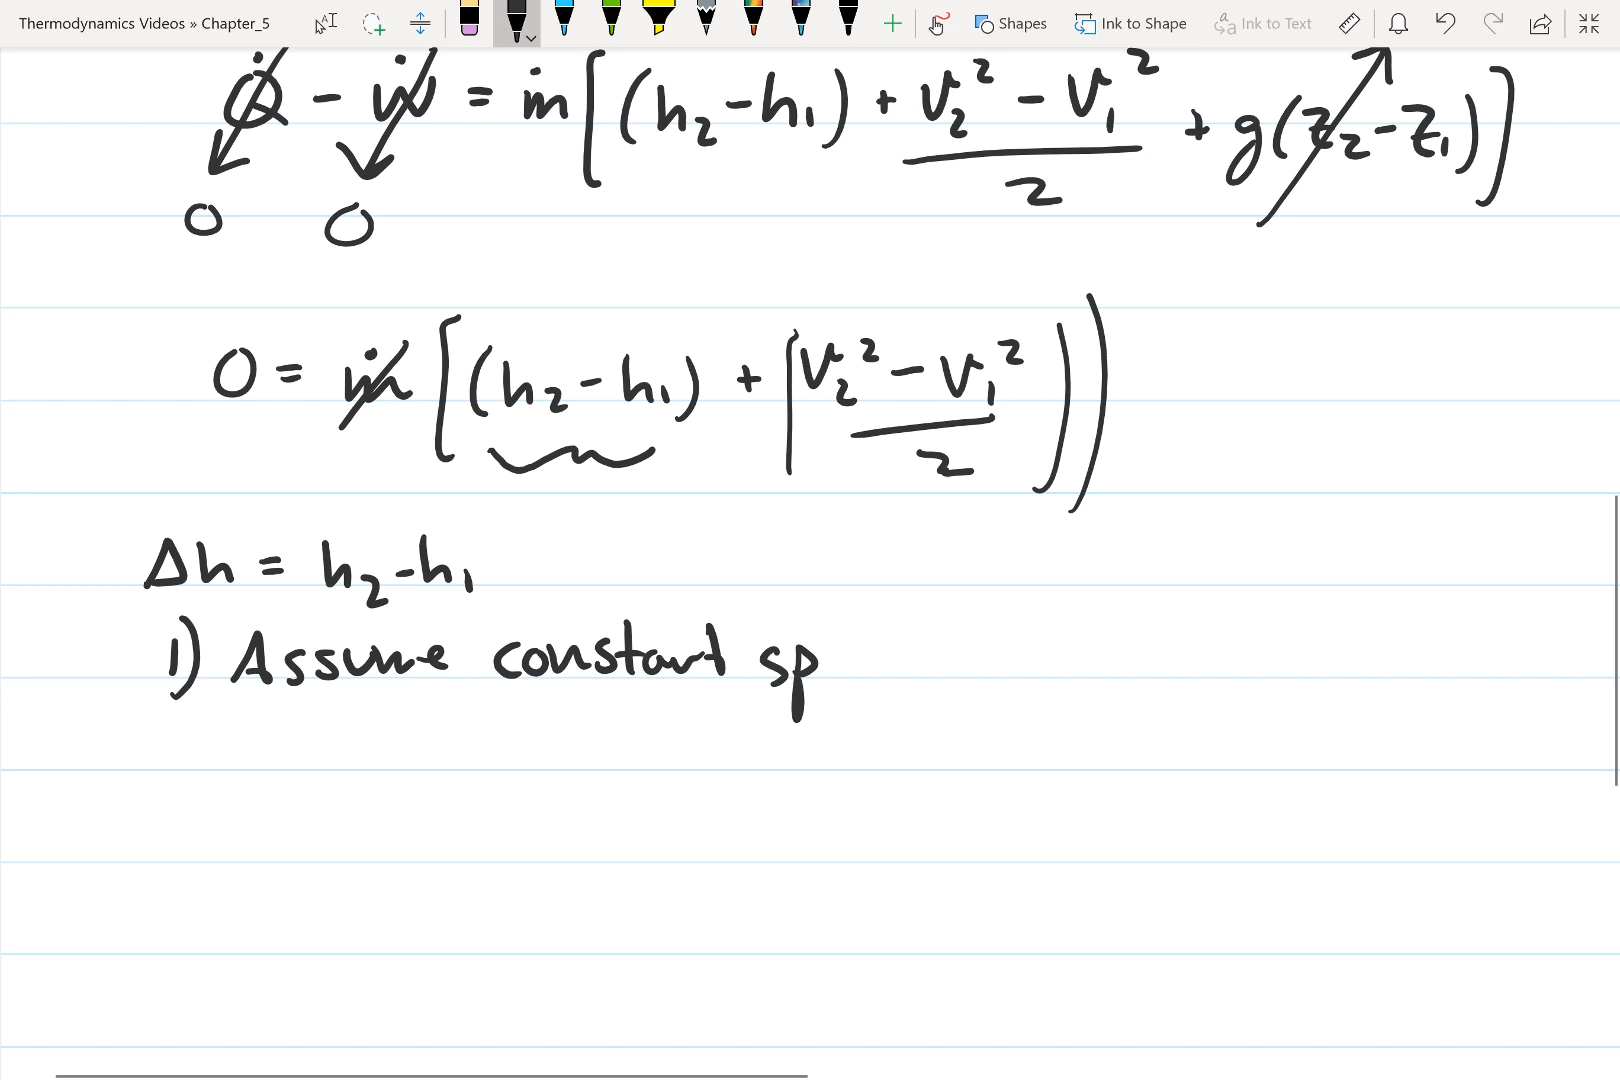 Thermodynamics Videos » Chapter_5
Shapes
Ink to Shape
Ink to Text
Q̇ - Ẇ = ṁ[(h₂-h₁) + (V₂² - V₁²)/2 + g(z₂-z₁)]
0 0
0 = ṁ[(h₂-h₁) + (V₂² - V₁²)/2)]
Δh = h₂-h₁
1) Assume constant sp